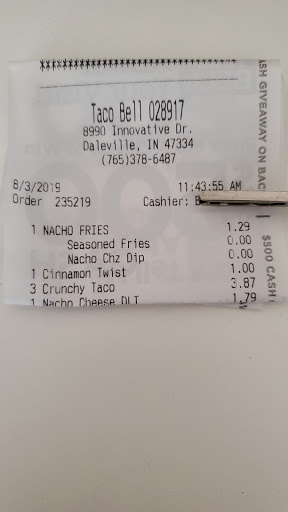 Taco Bell 028917
8990 Innovative Dr.
Daleville, IN 47334
(765)378-6487
8/3/2019 11:43:55 AM
Order 235219 Cashier:
1 NACHO FRIES 1.29
Seasoned Fries 0.00
Nacho Chz Dip 0.00
1 Cinnamon Twist 1.00
3 Crunchy Taco 3.87
1 Nacho Cheese DLT 1.79
ASH GIVEAWAY ON BAC
$500 CASH